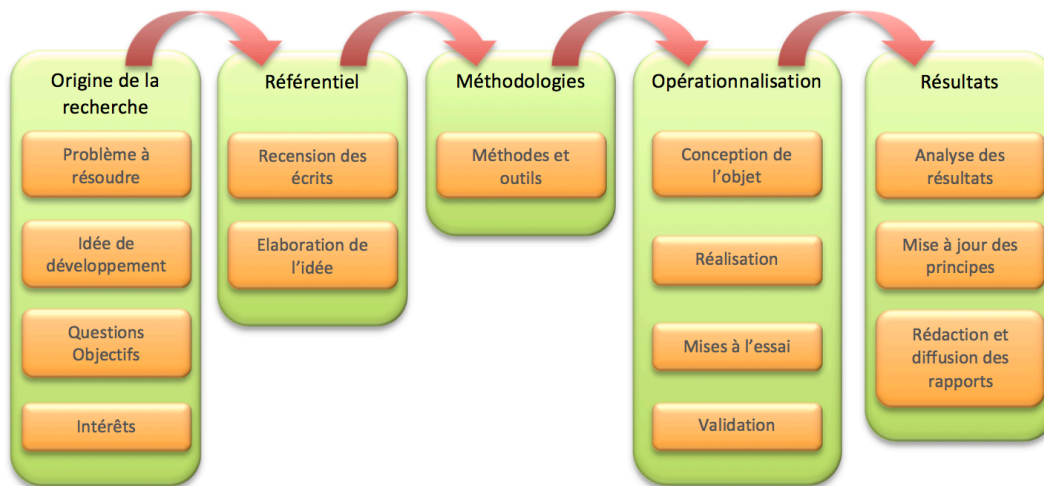 Origine de la
recherche
Problème à
résoudre
Idée de
développement
Questions
Objectifs
Intérêts
Référentiel
Recension des
écrits
Elaboration de
l'idée
Méthodologies
Méthodes et
outils
Opérationnalisation
Conception de
l'objet
Réalisation
Mises à l'essai
Validation
Résultats
Analyse des
résultats
Mise à jour des
principes
Rédaction et
diffusion des
rapports